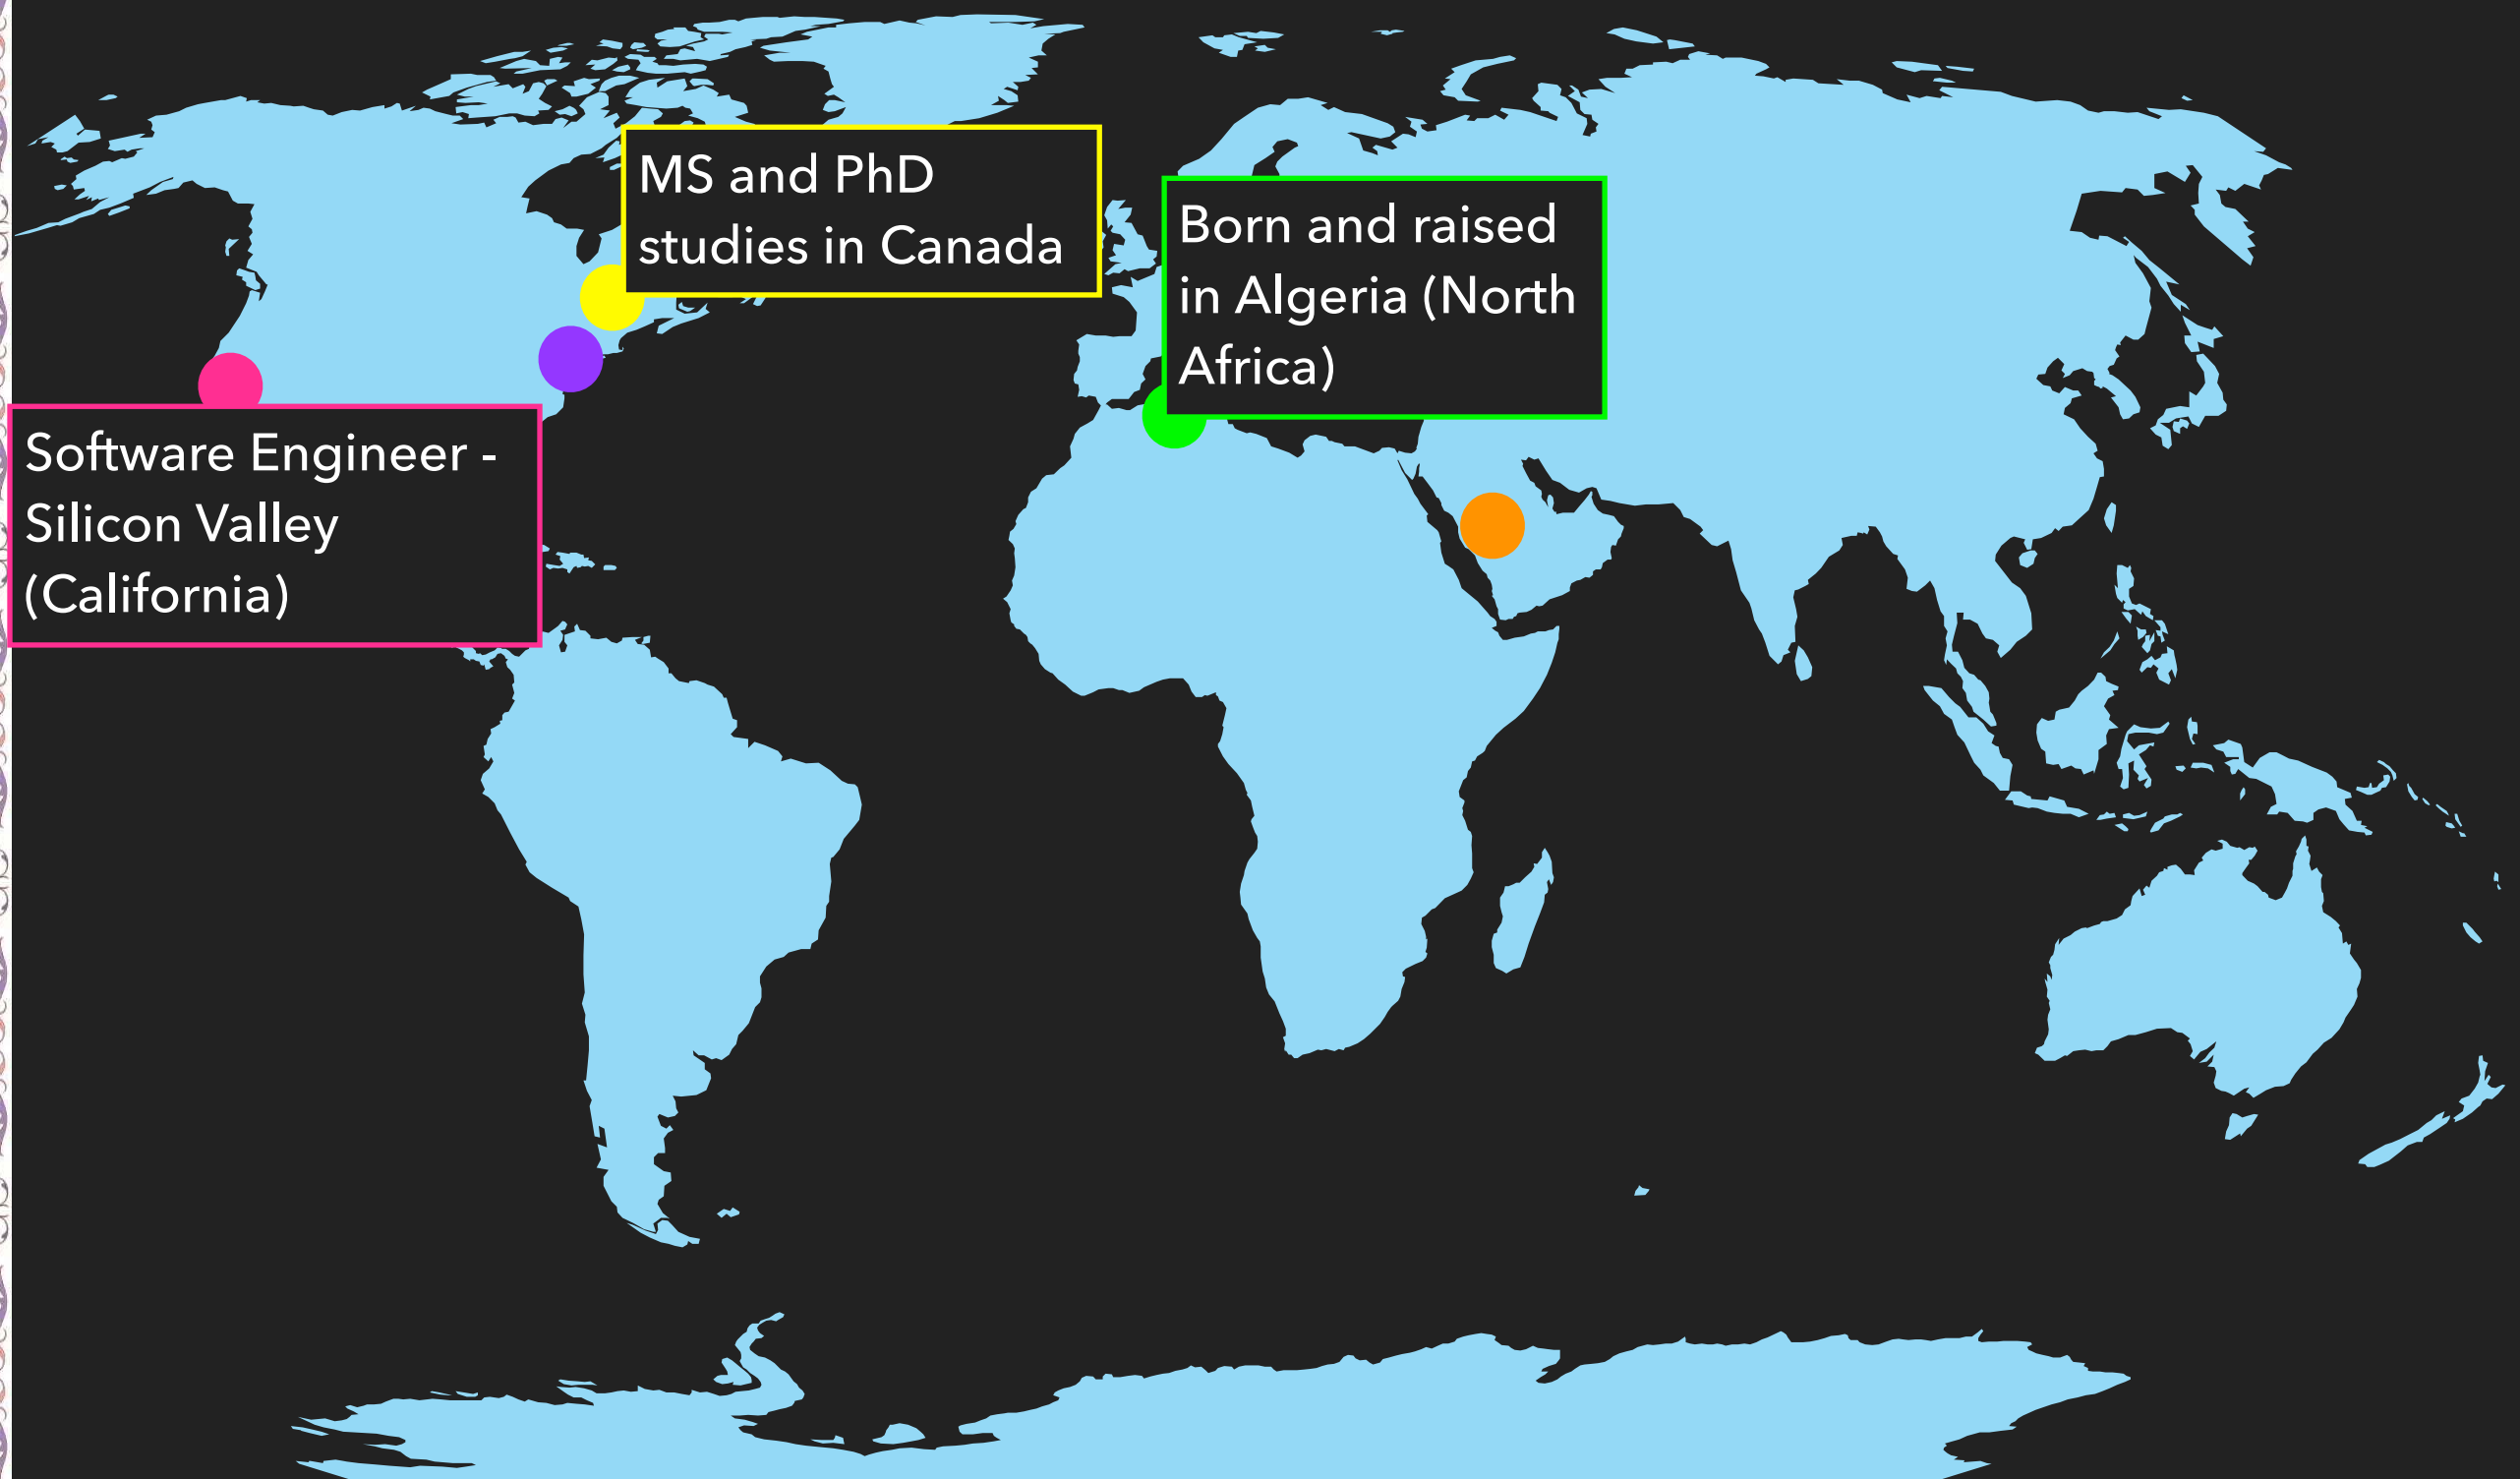 MS and PhD
studies in Canada
Born and raised
in Algeria (North
Africa)
Software Engineer -
Silicon Valley
(California)